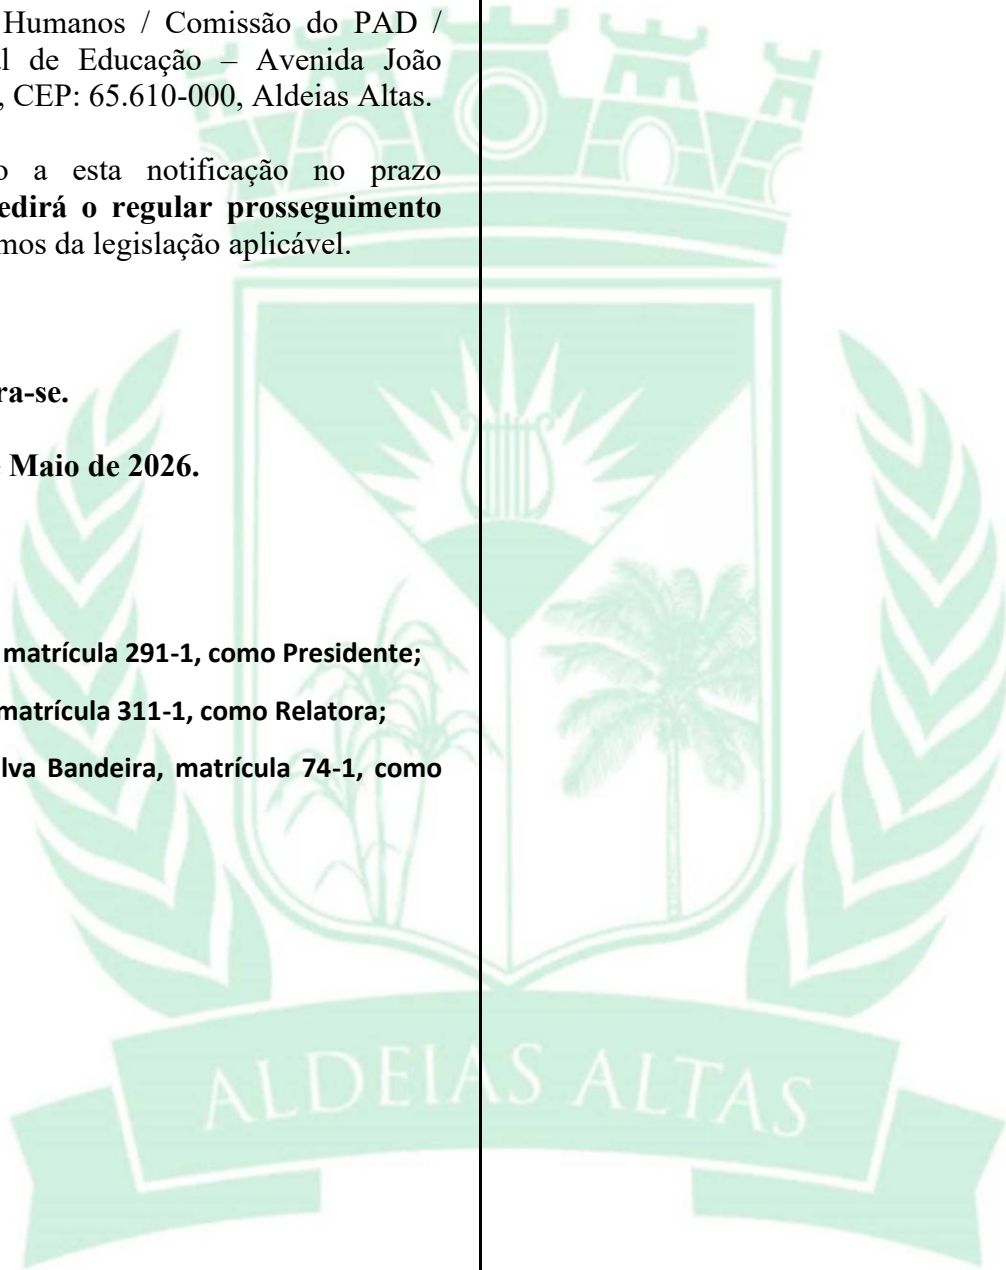 Humanos / Comissão do PAD /
l de Educação – Avenida João
, CEP: 65.610-000, Aldeias Altas.
o a esta notificação no prazo
edirá o regular prosseguimento
mos da legislação aplicável.
ra-se.
Maio de 2026.
matrícula 291-1, como Presidente;
matrícula 311-1, como Relatora;
lva Bandeira, matrícula 74-1, como
ALDEIAS ALTAS